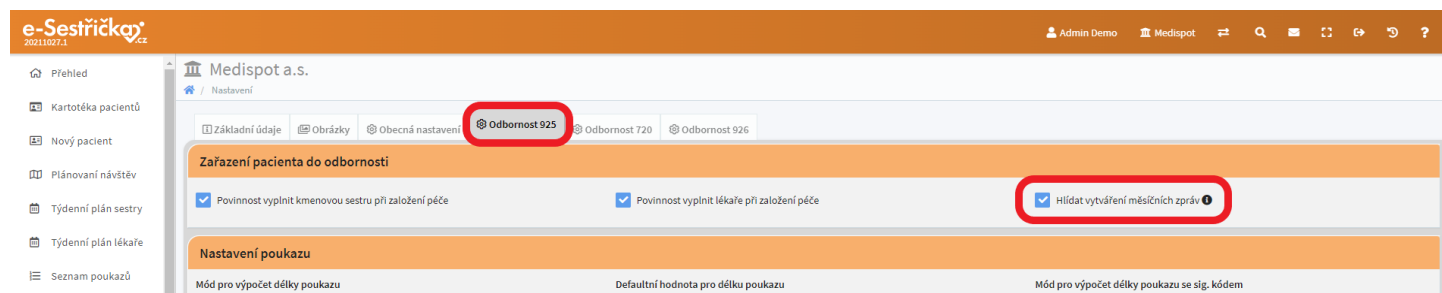 e-Sestřička.cz
20211027.1
Admin Demo
Medispot
?
Přehled
Kartotéka pacientů
Nový pacient
Plánovaní návštěv
Týdenní plán sestry
Týdenní plán lékaře
Seznam poukazů
Medispot a.s.
/ Nastavení
Základní údaje
Obrázky
Obecná nastavení
Odbornost 925
Odbornost 720
Odbornost 926
Zařazení pacienta do odbornosti
Povinnost vyplnit kmenovou sestru při založení péče
Povinnost vyplnit lékaře při založení péče
Hlídat vytváření měsíčních zpráv
Nastavení poukazu
Mód pro výpočet délky poukazu
Defaultní hodnota pro délku poukazu
Mód pro výpočet délky poukazu se sig. kódem